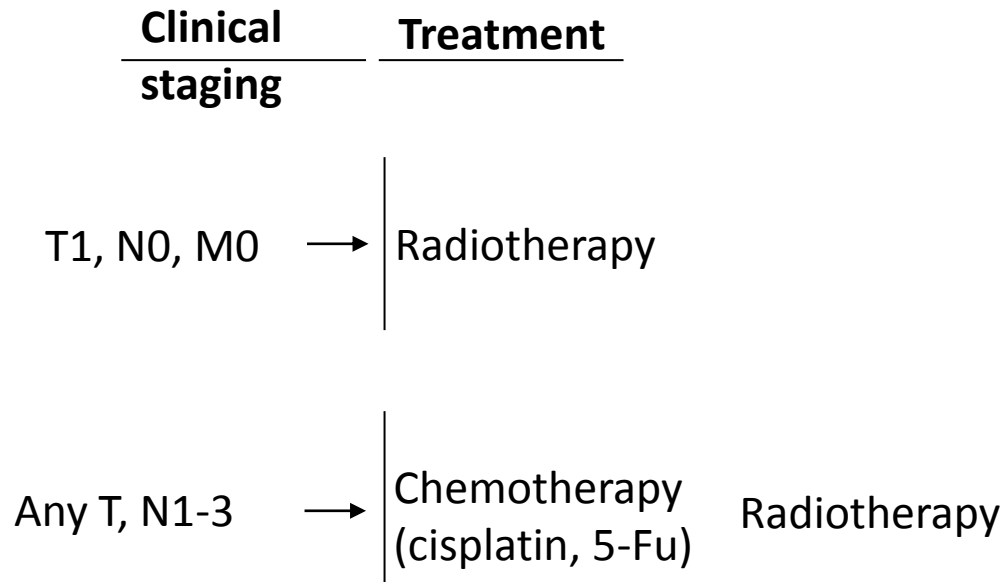 Clinical
staging
Treatment
T1, N0, M0
Radiotherapy
Any T, N1-3
Chemotherapy
(cisplatin, 5-Fu)
Radiotherapy